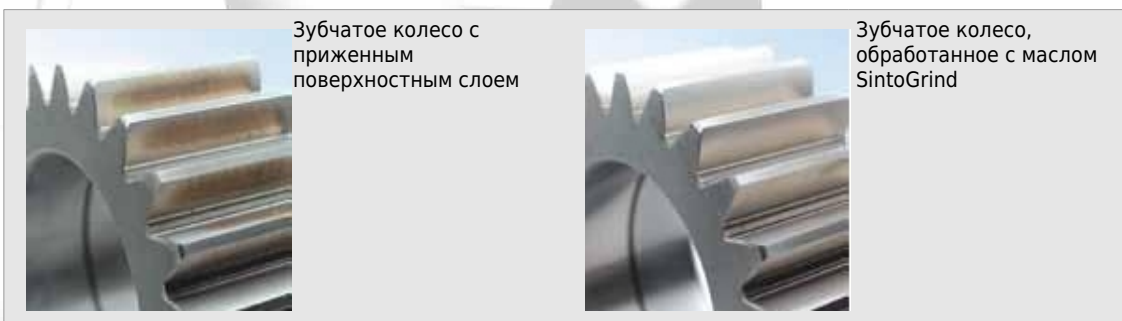 Зубчатое колесо с
приженным
поверхностным слоем
Зубчатое колесо,
обработанное с маслом
SintoGrind